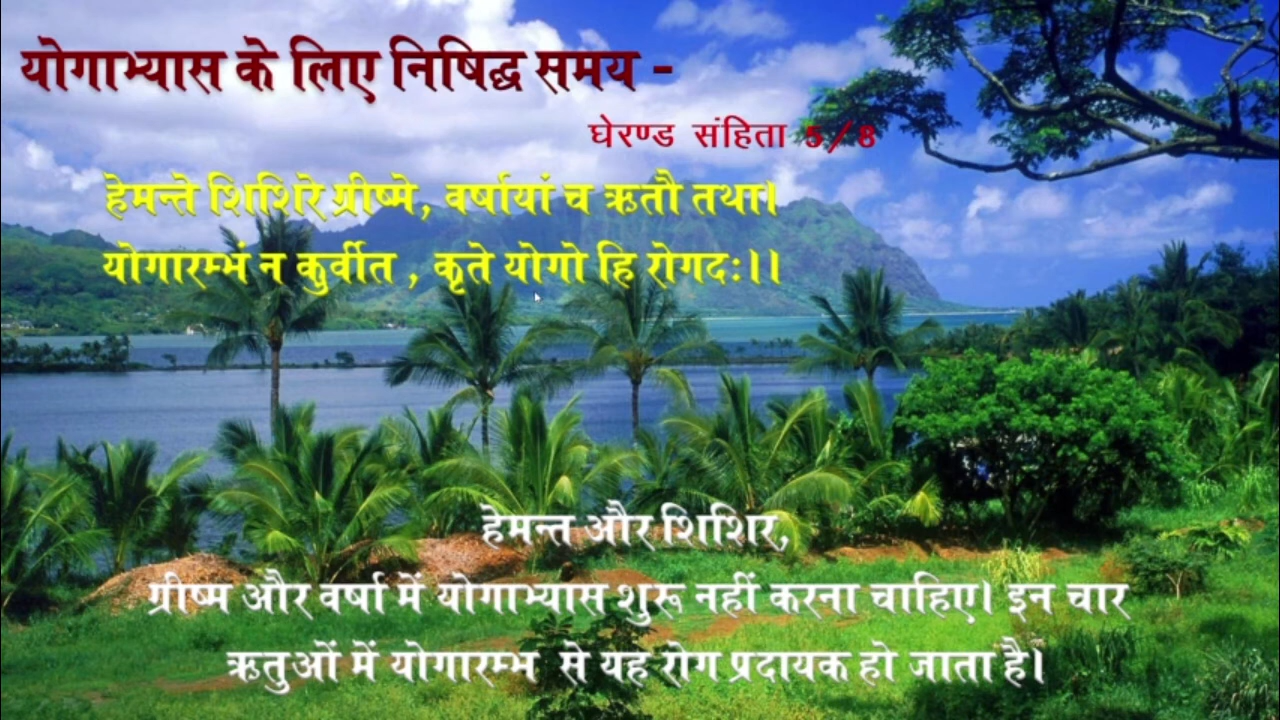 योगाभ्यास के लिए निषिद्ध समय -
घेरण्ड संहिता 5/8
हेमन्ते शिशिरे ग्रीष्मे, वर्षायां च ऋतौ तथा।
योगारम्भं न कुर्वीत , कृते योगो हि रोगदः।।
हेमन्त और शिशिर,
ग्रीष्म और वर्षा में योगाभ्यास शुरू नहीं करना चाहिए। इन चार
ऋतुओं में योगारम्भ से यह रोग प्रदायक हो जाता है।